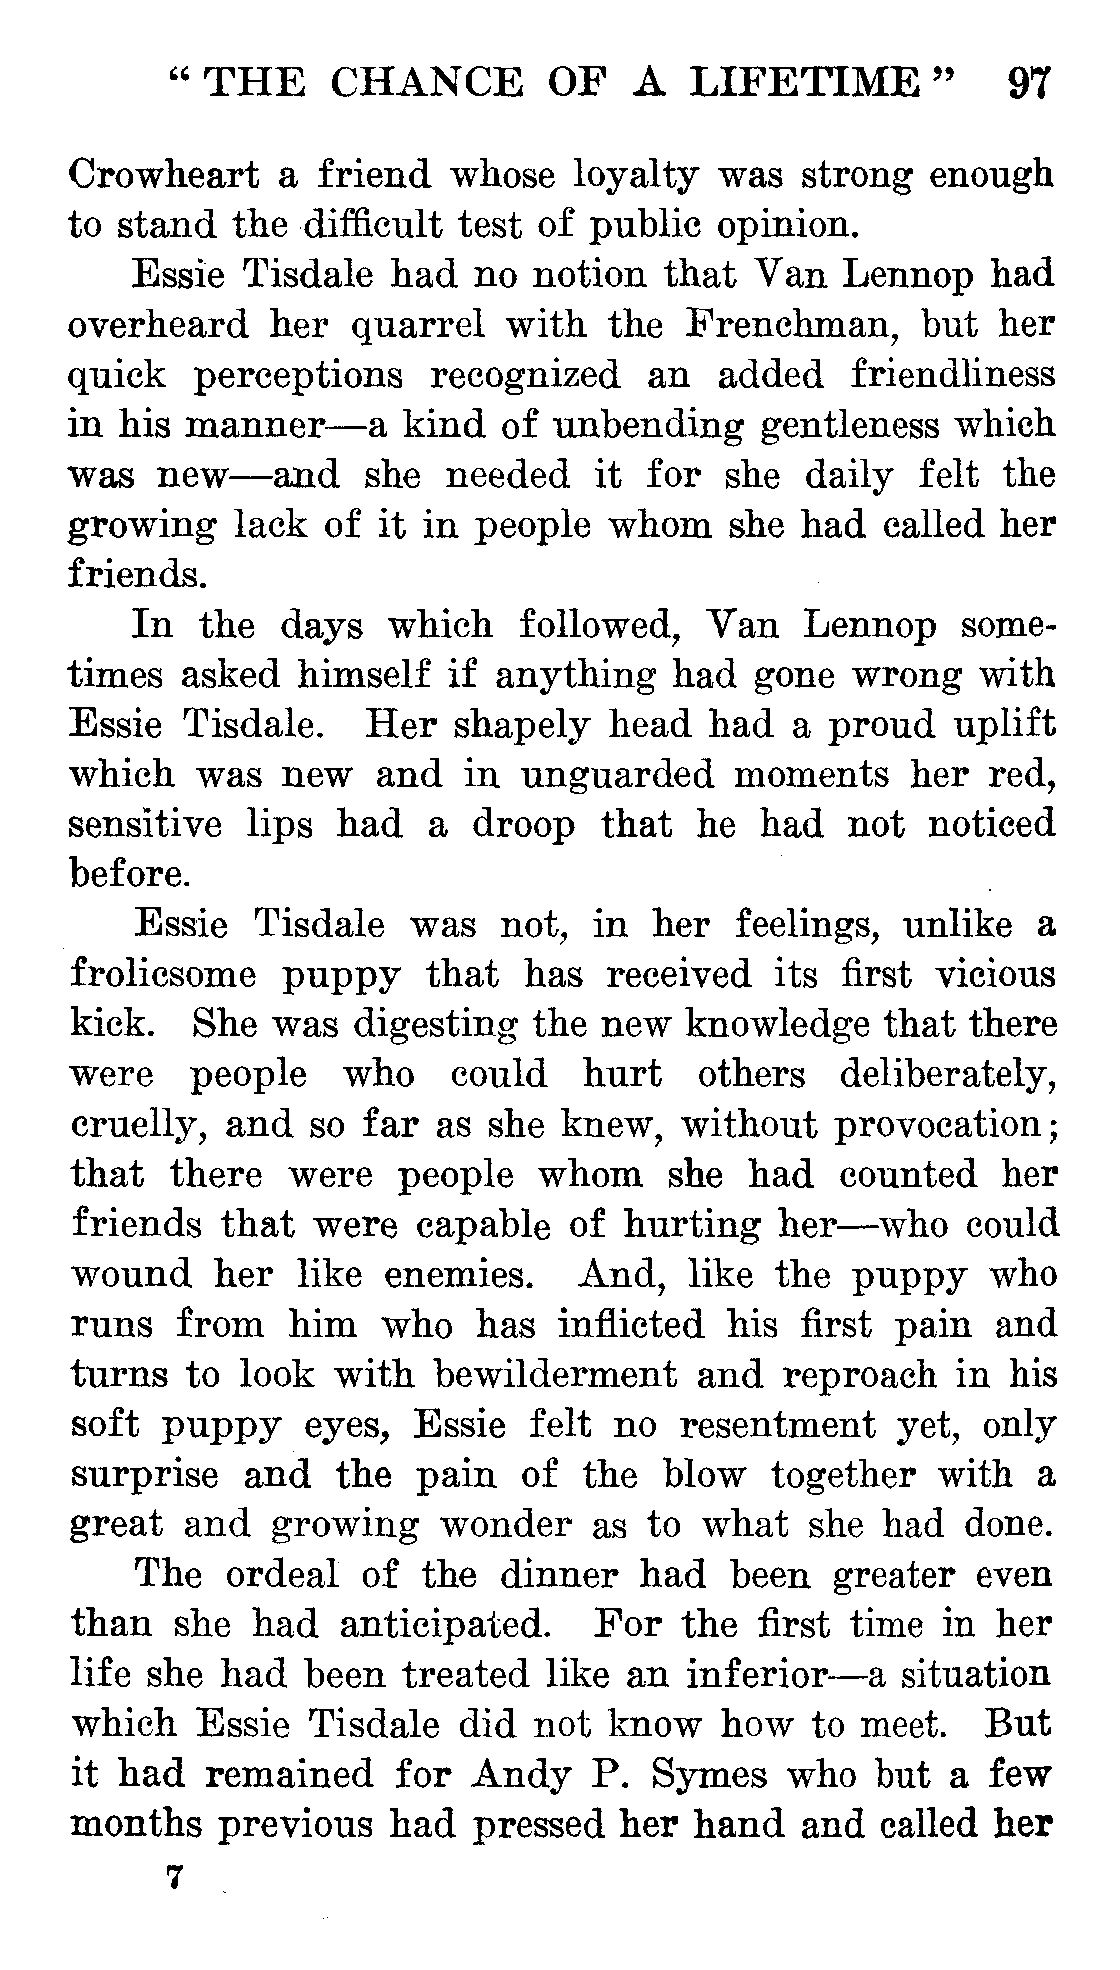 “ THE CHANCE OF A LIFETIME ” 97
Crowheart a friend whose loyalty was strong enough
to stand the difficult test of public opinion.
Essie Tisdale had no notion that Van Lennop had
overheard her quarrel with the Frenchman, but her
quick perceptions recognized an added friendliness
in his manner—a kind of unbending gentleness which
was new—and she needed it for she daily felt the
growing lack of it in people whom she had called her
friends.
In the days which followed, Van Lennop some-
times asked himself if anything had gone wrong with
Essie Tisdale. Her shapely head had a proud uplift
which was new and in unguarded moments her red,
sensitive lips had a droop that he had not noticed
before.
Essie Tisdale was not, in her feelings, unlike a
frolicsome puppy that has received its first vicious
kick. She was digesting the new knowledge that there
were people who could hurt others deliberately,
cruelly, and so far as she knew, without provocation;
that there were people whom she had counted her
friends that were capable of hurting her—who could
wound her like enemies. And, like the puppy who
runs from him who has inflicted his first pain and
turns to look with bewilderment and reproach in his
soft puppy eyes, Essie felt no resentment yet, only
surprise and the pain of the blow together with a
great and growing wonder as to what she had done.
The ordeal of the dinner had been greater even
than she had anticipated. For the first time in her
life she had been treated like an inferior—a situation
which Essie Tisdale did not know how to meet. But
it had remained for Andy P. Symes who but a few
months previous had pressed her hand and called her
7